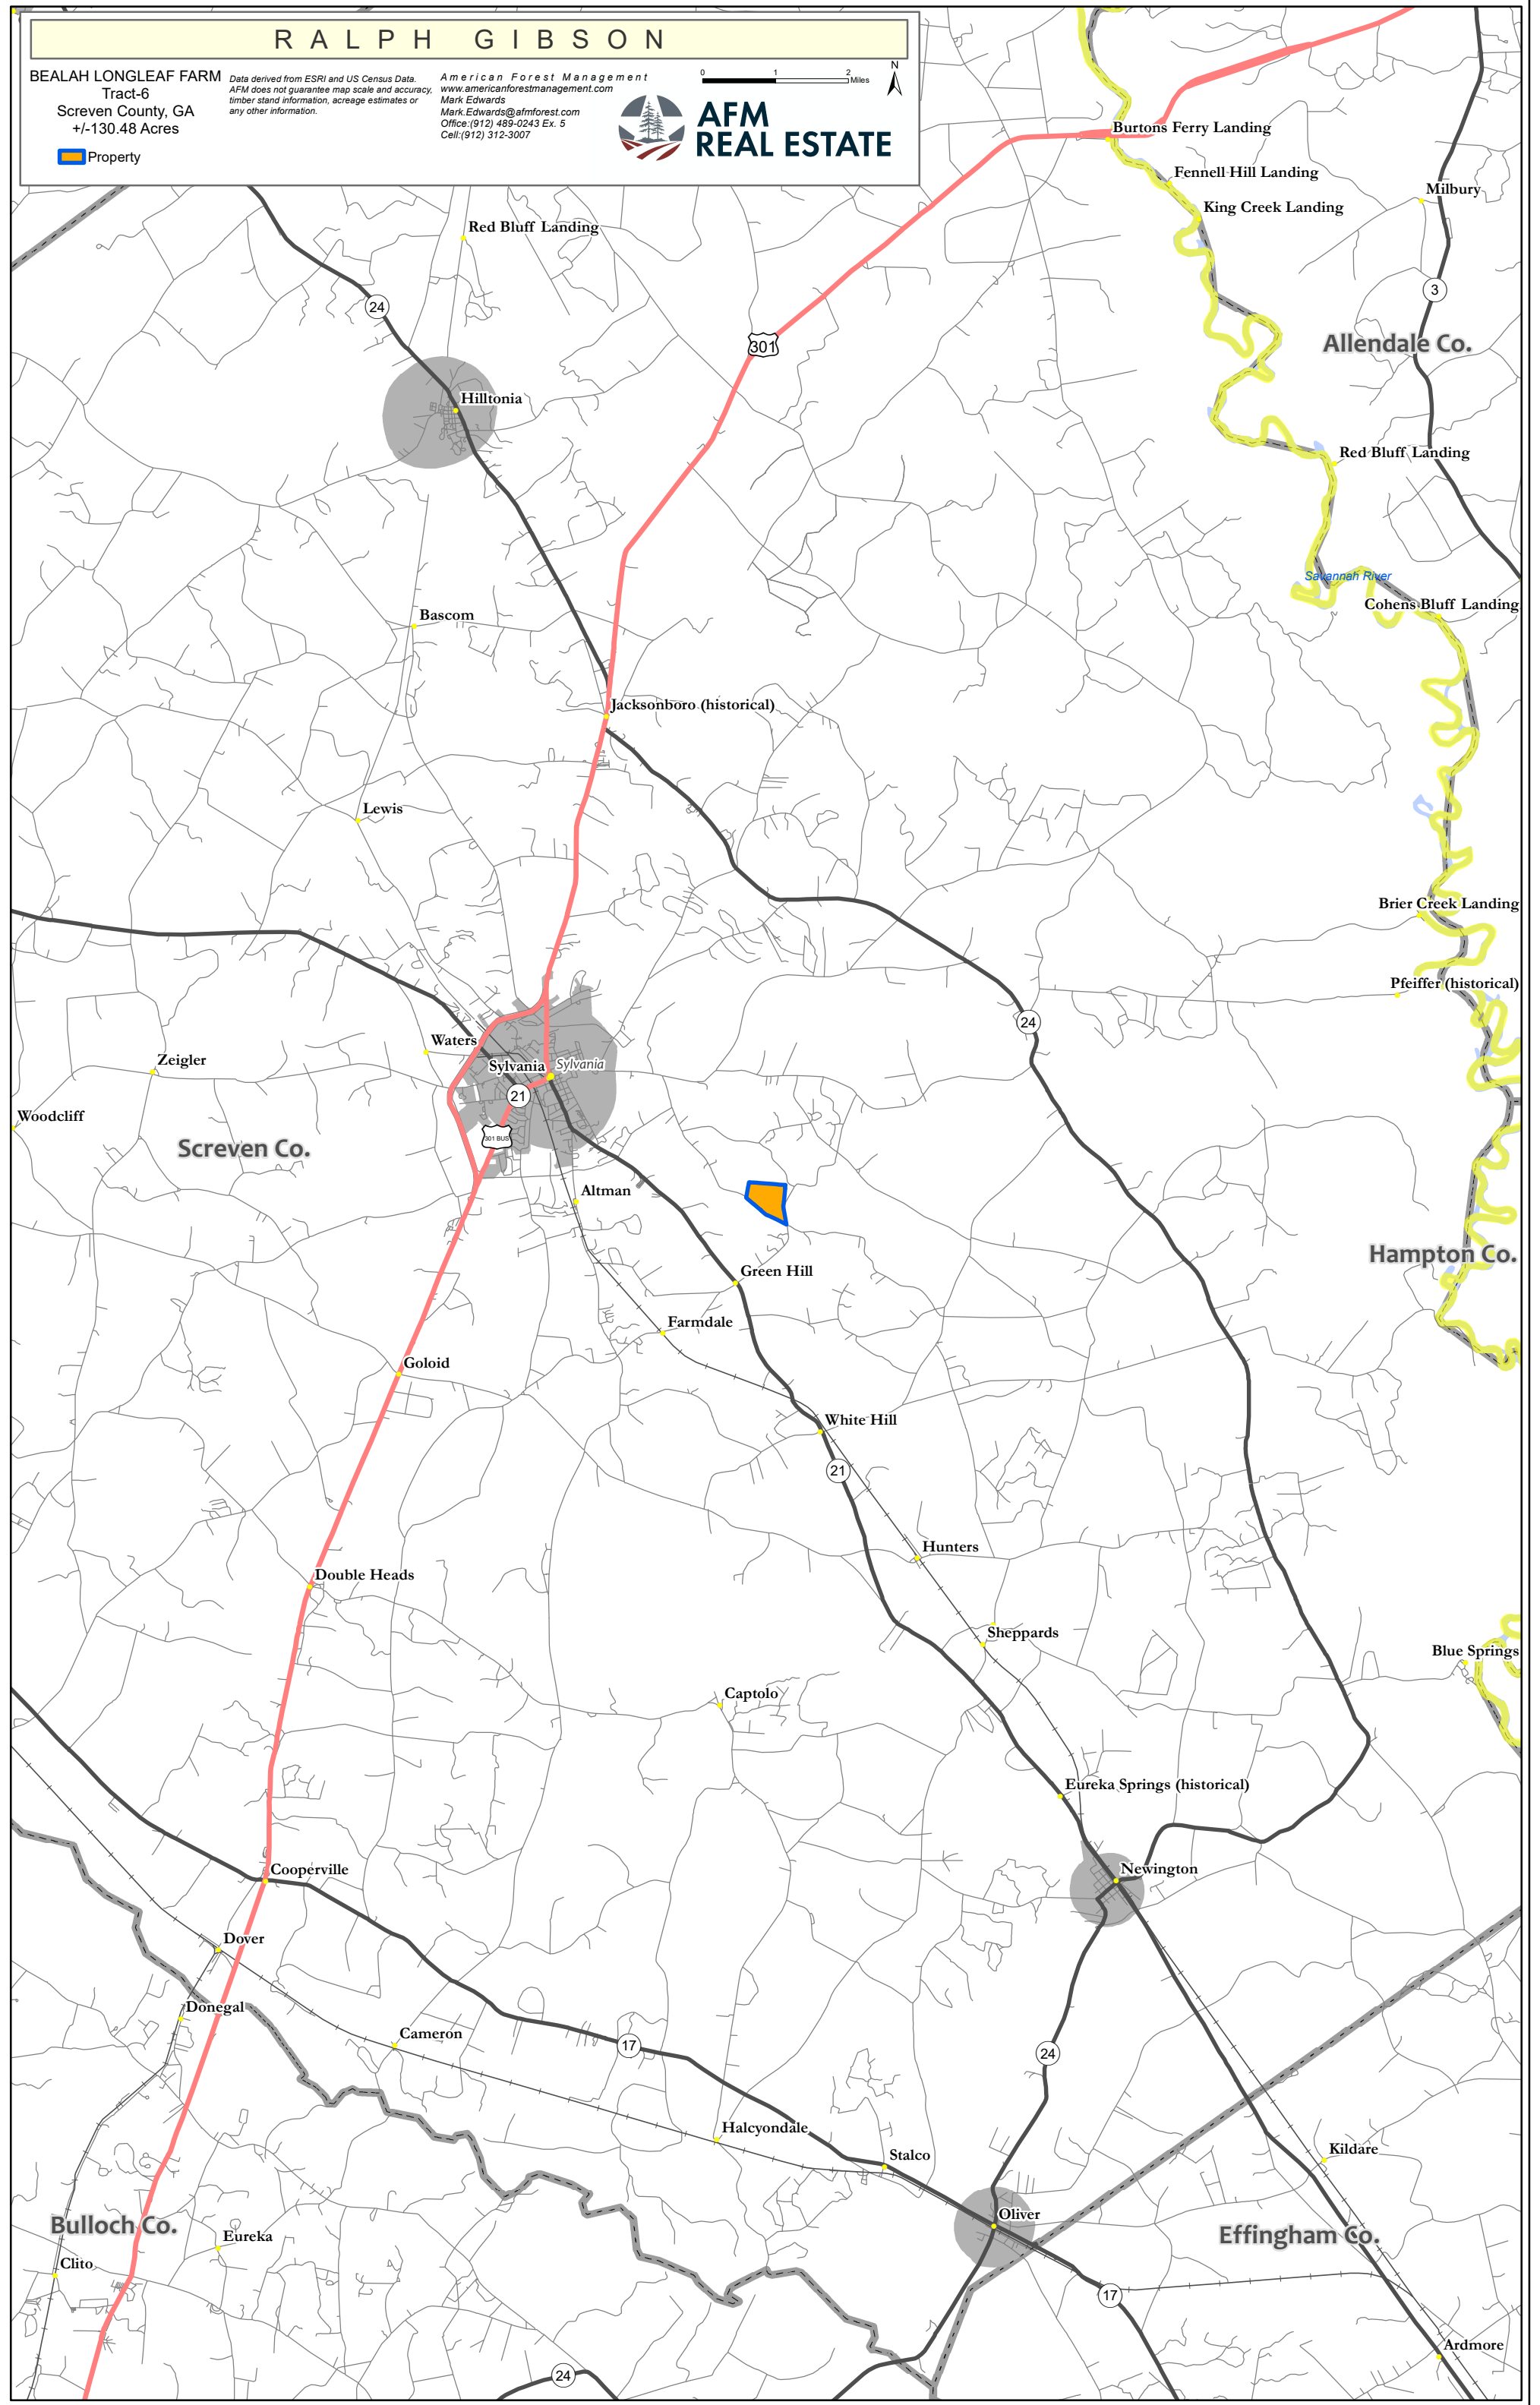 RALPH GIBSON
BEALAH LONGLEAF FARM
Tract-6
Screven County, GA
+/-130.48 Acres
Property
Data derived from ESRI and US Census Data.
AFM does not guarantee map scale and accuracy,
timber stand information, acreage estimates or
any other information.
American Forest Management
www.americanforestmanagement.com
Mark Edwards
Mark.Edwards@afmforest.com
Office:(912) 489-0243 Ex. 5
Cell:(912) 312-3007
0 1 2
Miles
N
AFM
REAL ESTATE
Burtons Ferry Landing
Fennell Hill Landing
Milbury
King Creek Landing
Red Bluff Landing
3
24
301
Allendale Co.
Hilltonia
Red Bluff Landing
Savannah River
Cohens Bluff Landing
Bascom
Jacksonboro (historical)
Lewis
Brier Creek Landing
Pfeiffer (historical)
24
Waters
Zeigler
Sylvania
Sylvania
21
Woodcliff
301 BUS
Screven Co.
Altman
Hampton Co.
Green Hill
Farmdale
Goloid
White Hill
21
Hunters
Double Heads
Sheppards
Blue Springs
Captolo
Eureka Springs (historical)
Cooperville
Newington
Dover
Donegal
Cameron
17
24
Halcyondale
Kildare
Stalco
Oliver
Bulloch Co.
Effingham Co.
Eureka
Clito
17
Ardmore
24